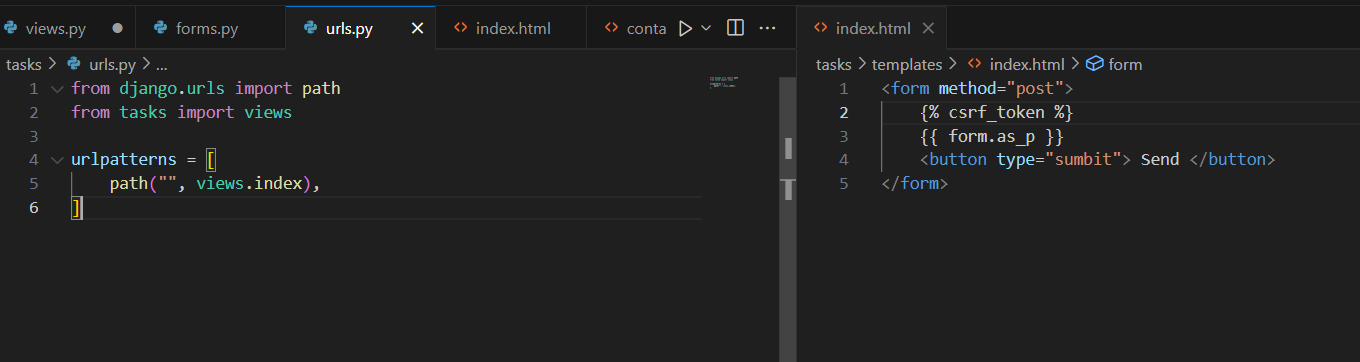 views.py forms.py urls.py index.html conta
tasks > urls.py > ...
1 from django.urls import path
2 from tasks import views
3
4 urlpatterns = [
5 path("", views.index),
6 ]
index.html
tasks > templates > index.html > form
1 <form method="post">
2 {% csrf_token %}
3 {{ form.as_p }}
4 <button type="sumbit"> Send </button>
5 </form>